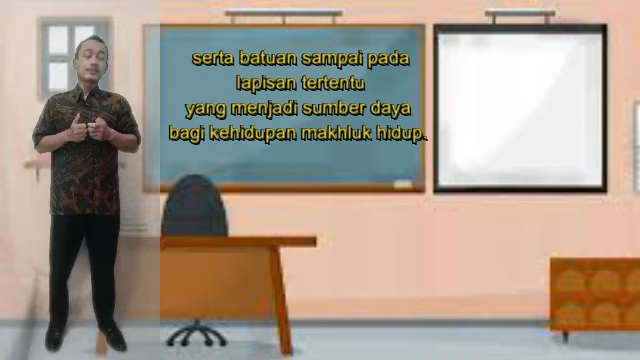 serta batuan sampai pada
lapisan tertentu
yang menjadi sumber daya
bagi kehidupan makhluk hidup.